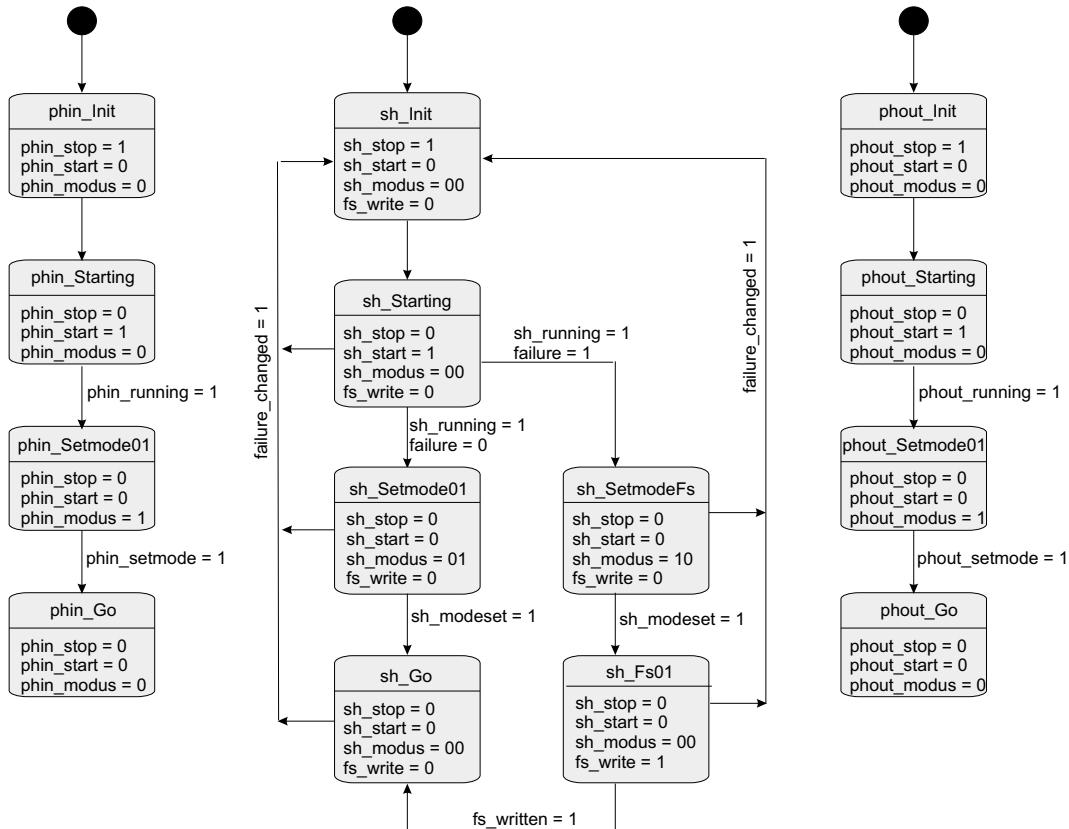 phin_Init
phin_stop = 1
phin_start = 0
phin_modus = 0
phin_Starting
phin_stop = 0
phin_start = 1
phin_modus = 0
phin_running = 1
phin_Setmode01
phin_stop = 0
phin_start = 0
phin_modus = 1
phin_setmode = 1
phin_Go
phin_stop = 0
phin_start = 0
phin_modus = 0
failure_changed = 1
sh_Init
sh_stop = 1
sh_start = 0
sh_modus = 00
fs_write = 0
sh_Starting
sh_stop = 0
sh_start = 1
sh_modus = 00
fs_write = 0
sh_running = 1
failure = 1
sh_running = 1
failure = 0
sh_Setmode01
sh_stop = 0
sh_start = 0
sh_modus = 01
fs_write = 0
sh_modeset = 1
sh_Go
sh_stop = 0
sh_start = 0
sh_modus = 00
fs_write = 0
sh_SetmodeFs
sh_stop = 0
sh_start = 0
sh_modus = 10
fs_write = 0
sh_modeset = 1
sh_Fs01
sh_stop = 0
sh_start = 0
sh_modus = 00
fs_write = 1
fs_written = 1
failure_changed = 1
phout_Init
phout_stop = 1
phout_start = 0
phout_modus = 0
phout_Starting
phout_stop = 0
phout_start = 1
phout_modus = 0
phout_running = 1
phout_Setmode01
phout_stop = 0
phout_start = 0
phout_modus = 1
phout_setmode = 1
phout_Go
phout_stop = 0
phout_start = 0
phout_modus = 0